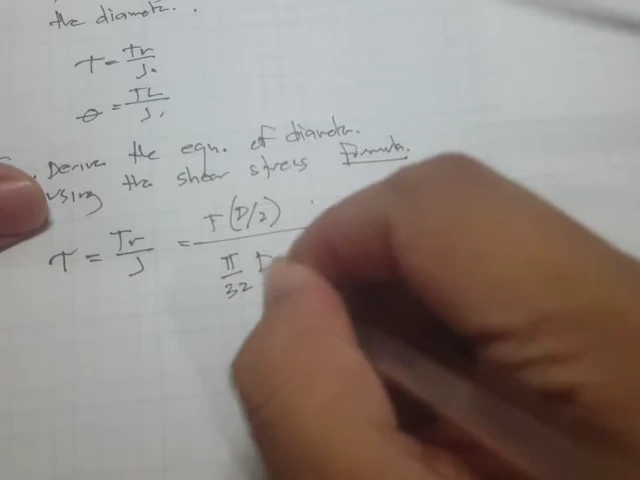 the diameter.
τ = Tr/J
θ = TL/J
. Derive the eqn. of diameter.
using the shear stress formula.
τ = Tr/J = T(D/2) / π/32 D